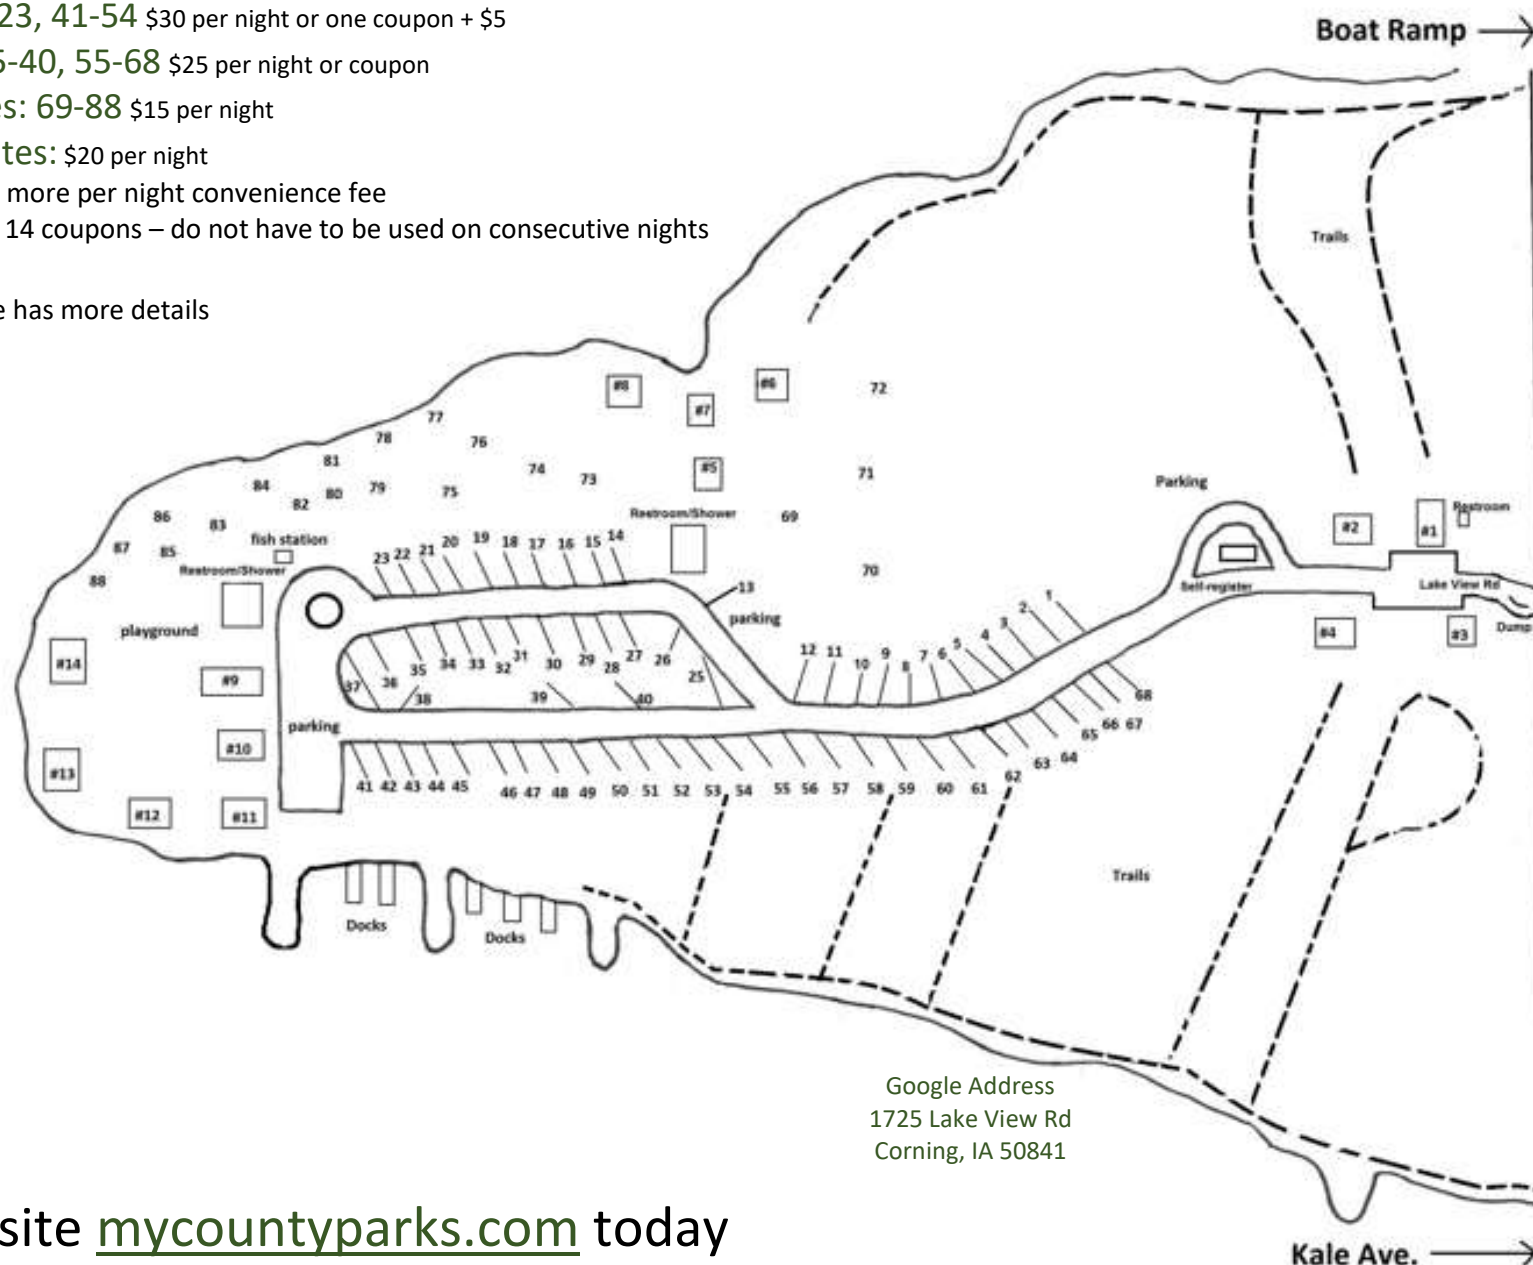 23, 41-54 $30 per night or one coupon + $5
-40, 55-68 $25 per night or coupon
s: 69-88 $15 per night
tes: $20 per night
more per night convenience fee
14 coupons – do not have to be used on consecutive nights
e has more details
Boat Ramp
Trails
#8
#7
#6
72
77
78
76
81
74
73
#5
71
84
80
79
75
82
Parking
86
83
Restroom/Shower
69
#2
#1
Restroom
87
85
fish station
23 22 21 20 19 18 17 16 15 14
88
Restroom/Shower
70
13
parking
Self-register
Lake View Rd
Dump
playground
#4
#3
1
2
3
4
5
6
7
8
9
10
11
12
#14
#9
37
36
35
34
33
32
31
30
29
28
27
26
25
38
39
40
68
67
66
65
64
63
62
parking
#10
#13
#12
#11
41 42 43 44 45 46 47 48 49 50 51 52 53 54 55 56 57 58 59 60 61
Trails
Docks
Docks
Google Address
1725 Lake View Rd
Corning, IA 50841
site mycountyparks.com today
Kale Ave.